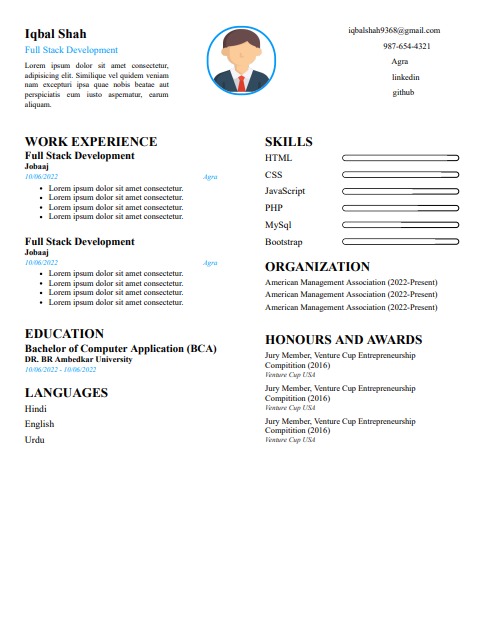 Iqbal Shah
Full Stack Development
Lorem ipsum dolor sit amet consectetur,
adipisicing elit. Similique vel quidem veniam
nam excepturi ipsa quae nobis beatae aut
perspiciatis eum iusto aspernatur, earum
aliquam.
iqbalshah9368@gmail.com
987-654-4321
Agra
linkedin
github
WORK EXPERIENCE
Full Stack Development
Jobaaj
10/06/2022 Agra
• Lorem ipsum dolor sit amet consectetur.
• Lorem ipsum dolor sit amet consectetur.
• Lorem ipsum dolor sit amet consectetur.
• Lorem ipsum dolor sit amet consectetur.
Full Stack Development
Jobaaj
10/06/2022 Agra
• Lorem ipsum dolor sit amet consectetur.
• Lorem ipsum dolor sit amet consectetur.
• Lorem ipsum dolor sit amet consectetur.
• Lorem ipsum dolor sit amet consectetur.
EDUCATION
Bachelor of Computer Application (BCA)
DR. BR Ambedkar University
10/06/2022 - 10/06/2022
LANGUAGES
Hindi
English
Urdu
SKILLS
HTML
CSS
JavaScript
PHP
MySql
Bootstrap
ORGANIZATION
American Management Association (2022-Present)
American Management Association (2022-Present)
American Management Association (2022-Present)
HONOURS AND AWARDS
Jury Member, Venture Cup Entrepreneurship
Compitition (2016)
Venture Cup USA
Jury Member, Venture Cup Entrepreneurship
Compitition (2016)
Venture Cup USA
Jury Member, Venture Cup Entrepreneurship
Compitition (2016)
Venture Cup USA